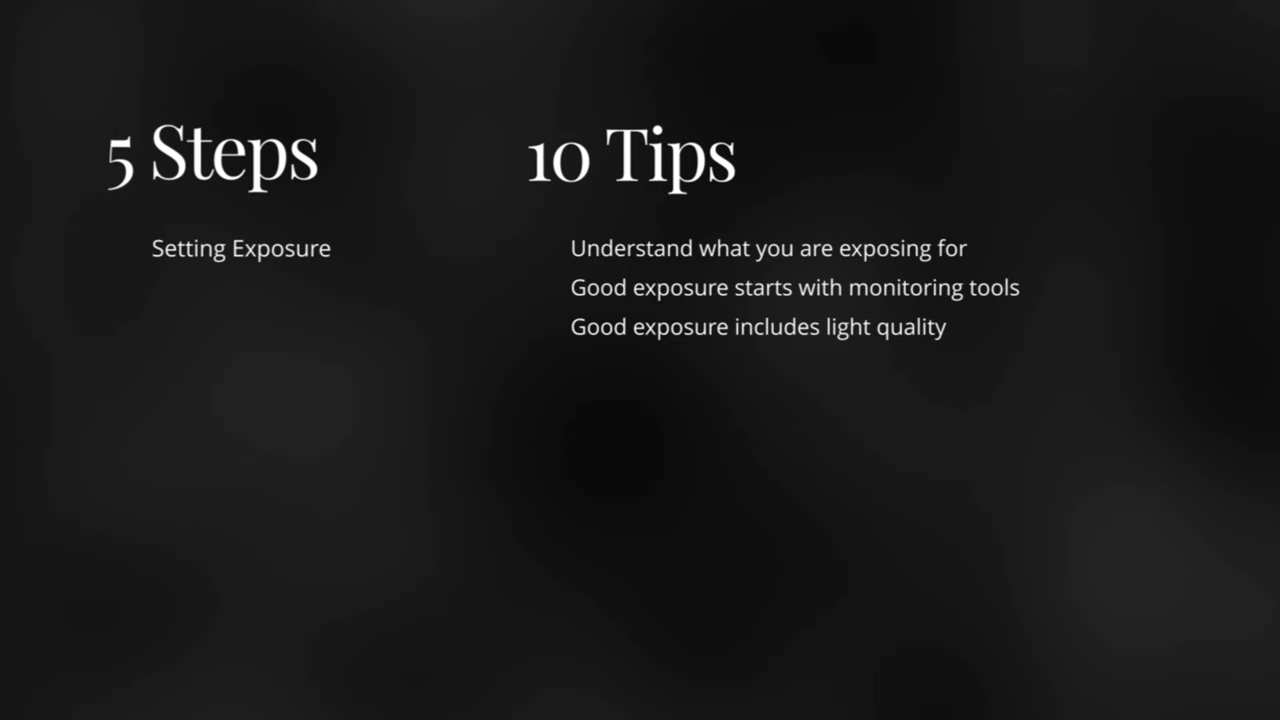 5 Steps
Setting Exposure
10 Tips
Understand what you are exposing for
Good exposure starts with monitoring tools
Good exposure includes light quality